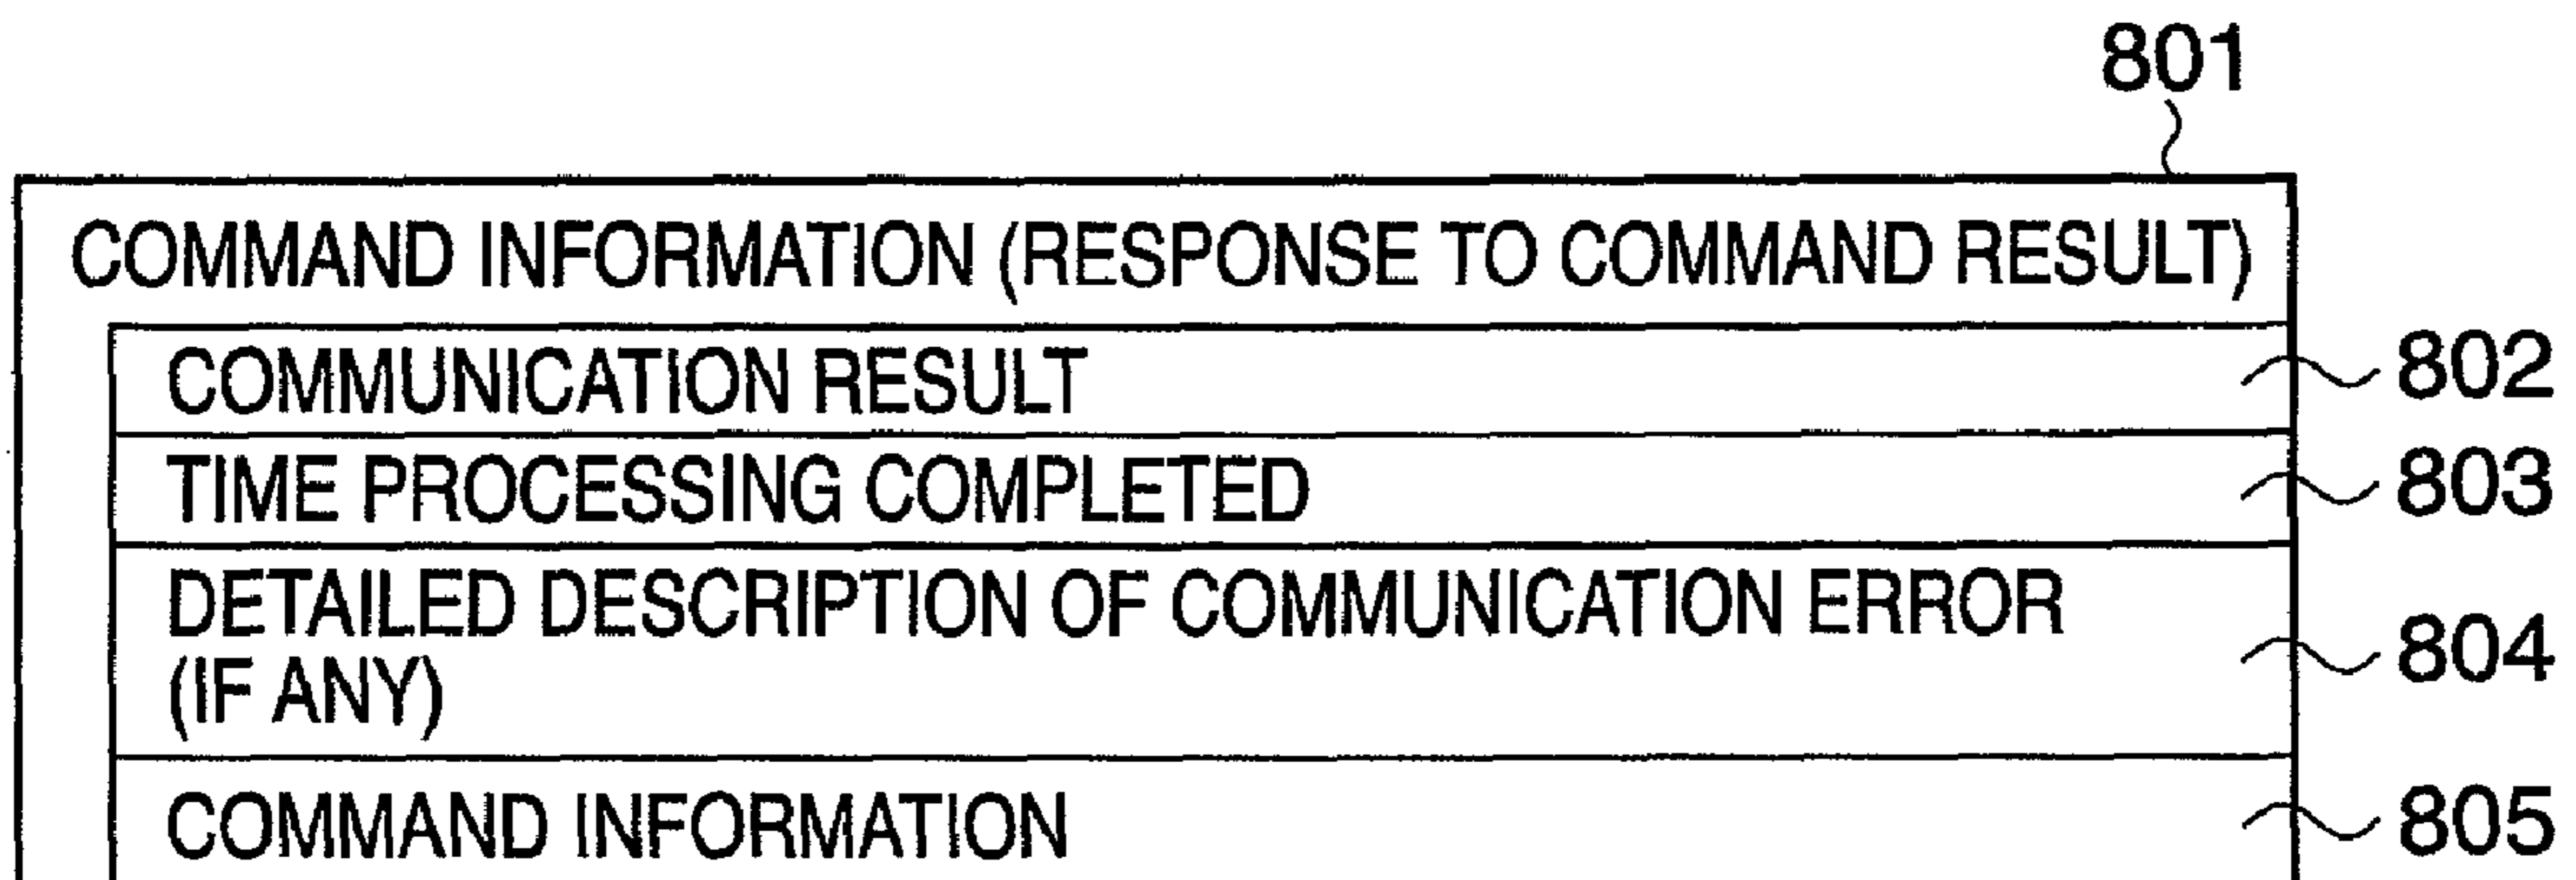 801
COMMAND INFORMATION (RESPONSE TO COMMAND RESULT)
COMMUNICATION RESULT 802
TIME PROCESSING COMPLETED 803
DETAILED DESCRIPTION OF COMMUNICATION ERROR
(IF ANY) 804
COMMAND INFORMATION 805